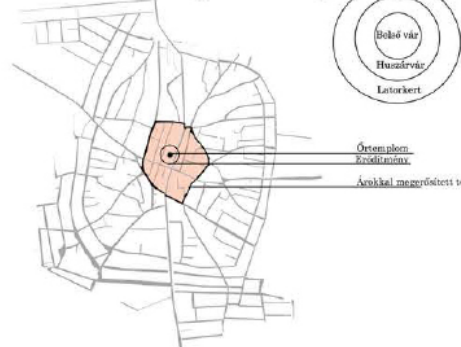 Belső vár
Huszárvár
Latorkert
Őrtemplom
Erődítmény
Árokkal megerősített